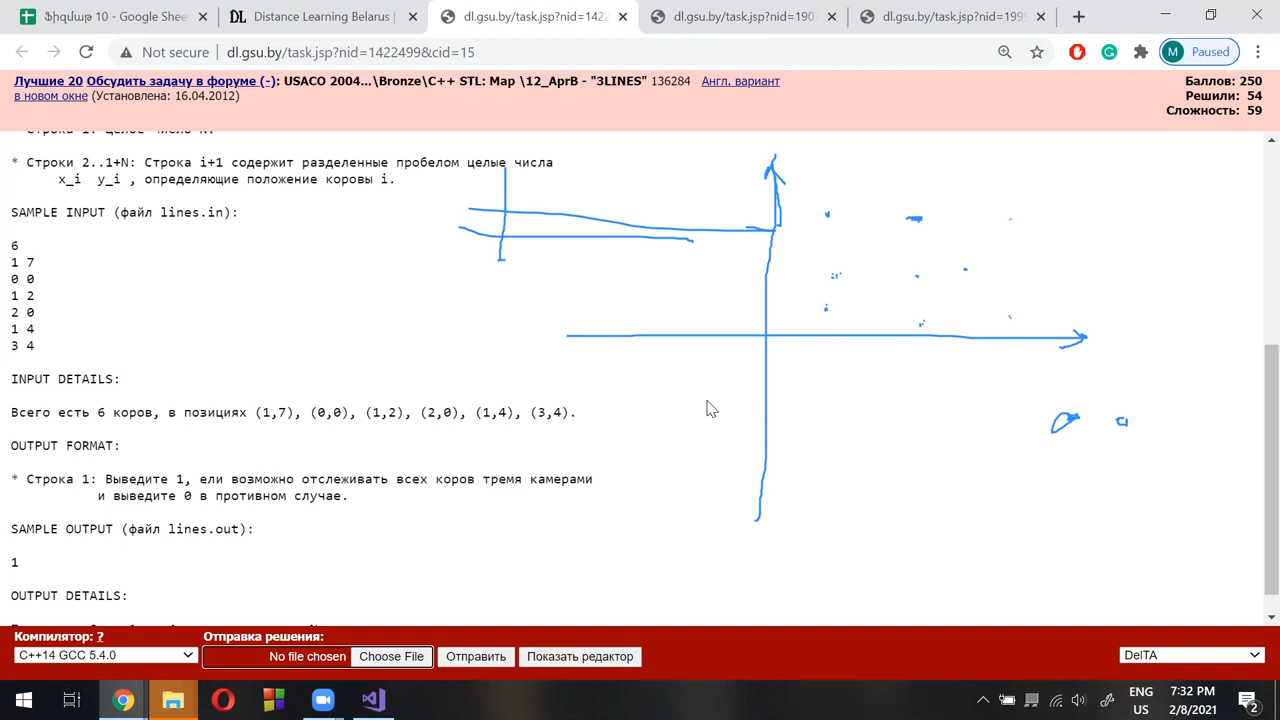 Ֆիմար 10 - Google Sheet
Distance Learning Belarus
dl.gsu.by/task.jsp?nid=1422
dl.gsu.by/task.jsp?nid=1907
dl.gsu.by/task.jsp?nid=1999
Not secure
dl.gsu.by/task.jsp?nid=1422499&cid=15
M Paused
Лучшие 20 Обсудить задачу в форуме (-): USACO 2004...\Bronze\C++ STL: Map \12_AprB - "3LINES" 136284 Англ. вариант
в новом окне (Установлена: 16.04.2012)
Баллов: 250
Решили: 54
Сложность: 59
* Строки 2..1+N: Строка i+1 содержит разделенные пробелом целые числа
x_i y_i , определяющие положение коровы i.
SAMPLE INPUT (файл lines.in):
6
1 7
0 0
1 2
2 0
1 4
3 4
INPUT DETAILS:
Всего есть 6 коров, в позициях (1,7), (0,0), (1,2), (2,0), (1,4), (3,4).
OUTPUT FORMAT:
* Строка 1: Выведите 1, ели возможно отслеживать всех коров тремя камерами
и выведите 0 в противном случае.
SAMPLE OUTPUT (файл lines.out):
1
OUTPUT DETAILS:
Компилятор: ?
Отправка решения:
C++14 GCC 5.4.0
No file chosen
Choose File
Отправить
Показать редактор
DelTA
ENG
US
7:32 PM
2/8/2021
2